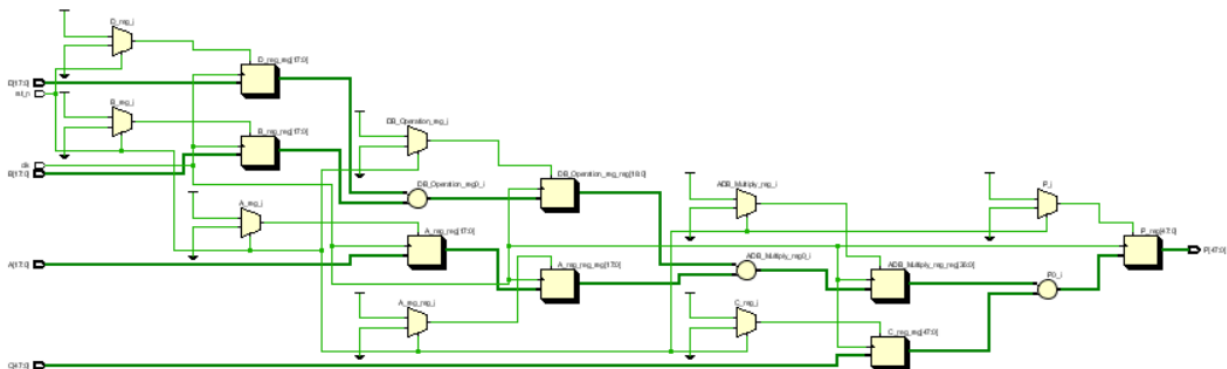 D_reg_i
D_reg_reg[17:0]
D[17:0]
rst_n
B_reg_i
B_reg_reg[17:0]
DB_Operation_reg_i
clk
B[17:0]
DB_Operation_reg_reg[18:0]
DB_Operation_reg0_i
ADB_Multiply_reg_i
P_i
A_reg_i
A_reg_reg[17:0]
P_reg[47:0]
P[47:0]
A[17:0]
A_reg_reg_reg[17:0]
ADB_Multiply_reg0_i
ADB_Multiply_reg_reg[36:0]
P0_i
A_reg_reg_i
C_reg_i
C_reg_reg[47:0]
C[47:0]